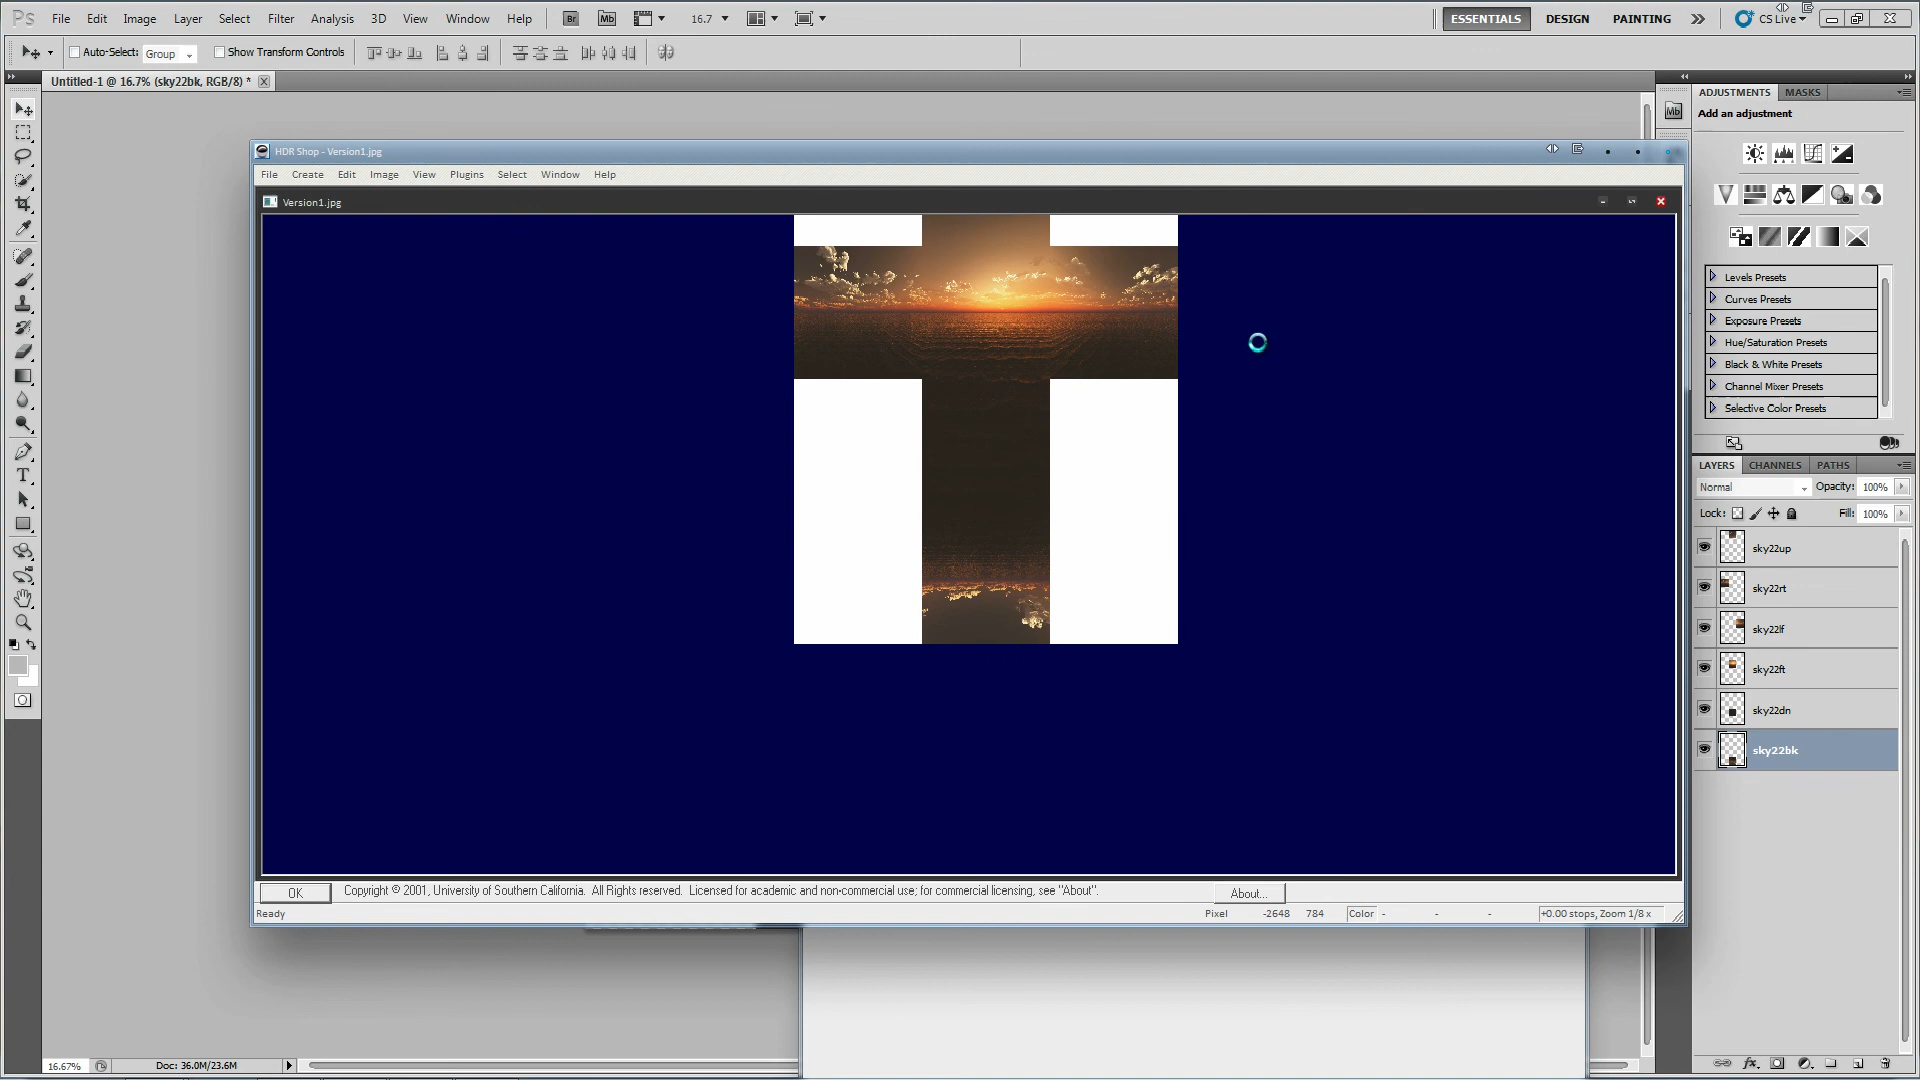 Ps File Edit Image Layer Select Filter Analysis 3D View Window Help Br Mb 16.7 ESSENTIALS DESIGN PAINTING CS Live
Auto-Select: Group Show Transform Controls
Untitled-1 @ 16.7% (sky22bk, RGB/8) *
ADJUSTMENTS MASKS
Mb
Add an adjustment
HDR Shop - Version1.jpg
File Create Edit Image View Plugins Select Window Help
Version1.jpg
Levels Presets
Curves Presets
Exposure Presets
Hue/Saturation Presets
Black & White Presets
Channel Mixer Presets
Selective Color Presets
LAYERS CHANNELS PATHS
Normal Opacity: 100%
Lock: Fill: 100%
sky22up
sky22rt
sky22lf
sky22ft
sky22dn
sky22bk
OK Copyright © 2001, University of Southern California. All Rights reserved. Licensed for academic and non-commercial use; for commercial licensing, see "About". About...
Ready Pixel -2648 784 Color - - - +0.00 stops, Zoom 1/8 x
16.67% Doc: 36.0M/23.6M